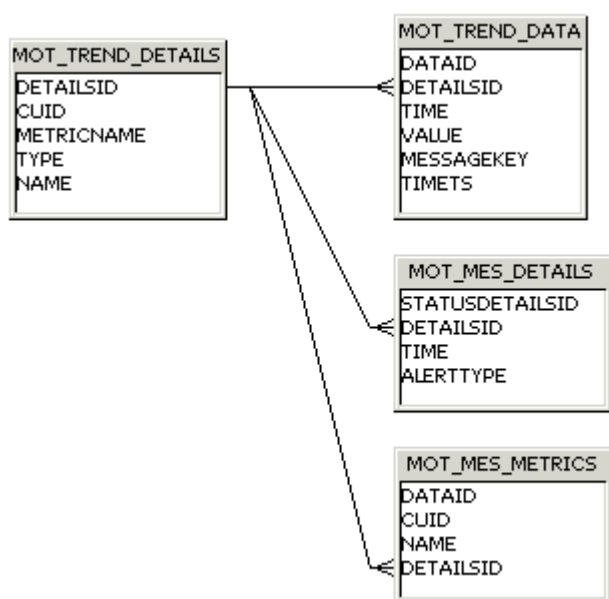 MOT_TREND_DETAILS
DETAILSID
CUID
METRICNAME
TYPE
NAME
MOT_TREND_DATA
DATAID
DETAILSID
TIME
VALUE
MESSAGEKEY
TIMETS
MOT_MES_DETAILS
STATUSDETAILSID
DETAILSID
TIME
ALERTTYPE
MOT_MES_METRICS
DATAID
CUID
NAME
DETAILSID